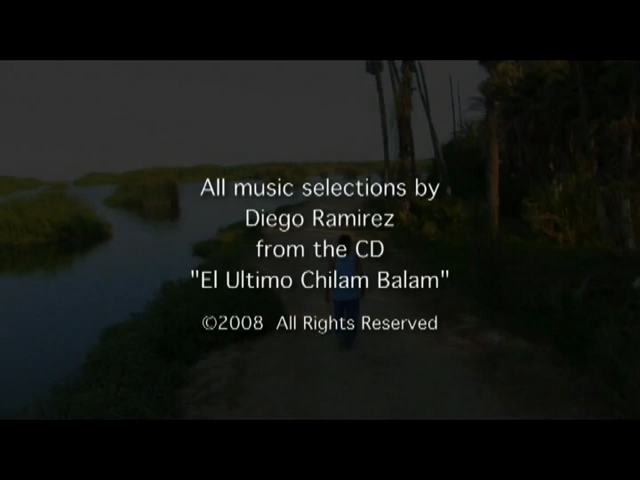 All music selections by
Diego Ramirez
from the CD
"El Ultimo Chilam Balam"
©2008 All Rights Reserved